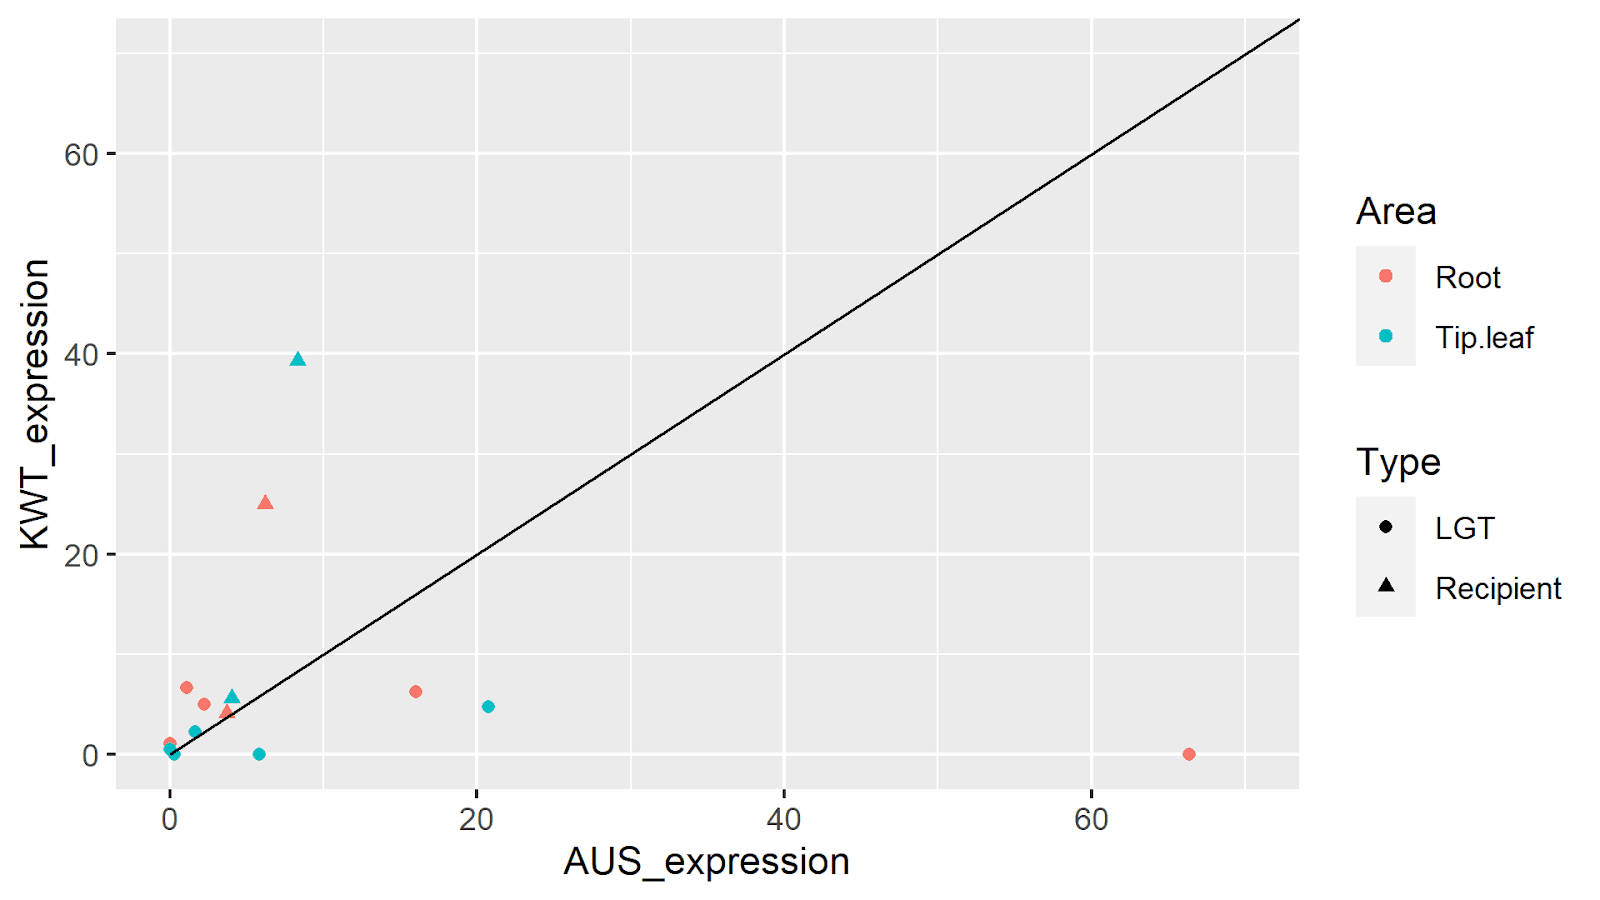 60
40
20
0
0 20 40 60
KWT_expression
AUS_expression
Area
Root
Tip.leaf
Type
LGT
Recipient